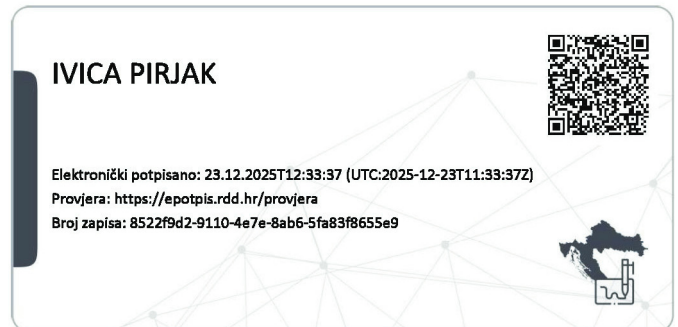 IVICA PIRJAK
Elektronički potpisano: 23.12.2025T12:33:37 (UTC:2025-12-23T11:33:37Z)
Provjera: https://epotpis.rdd.hr/provjera
Broj zapisa: 8522f9d2-9110-4e7e-8ab6-5fa83f8655e9